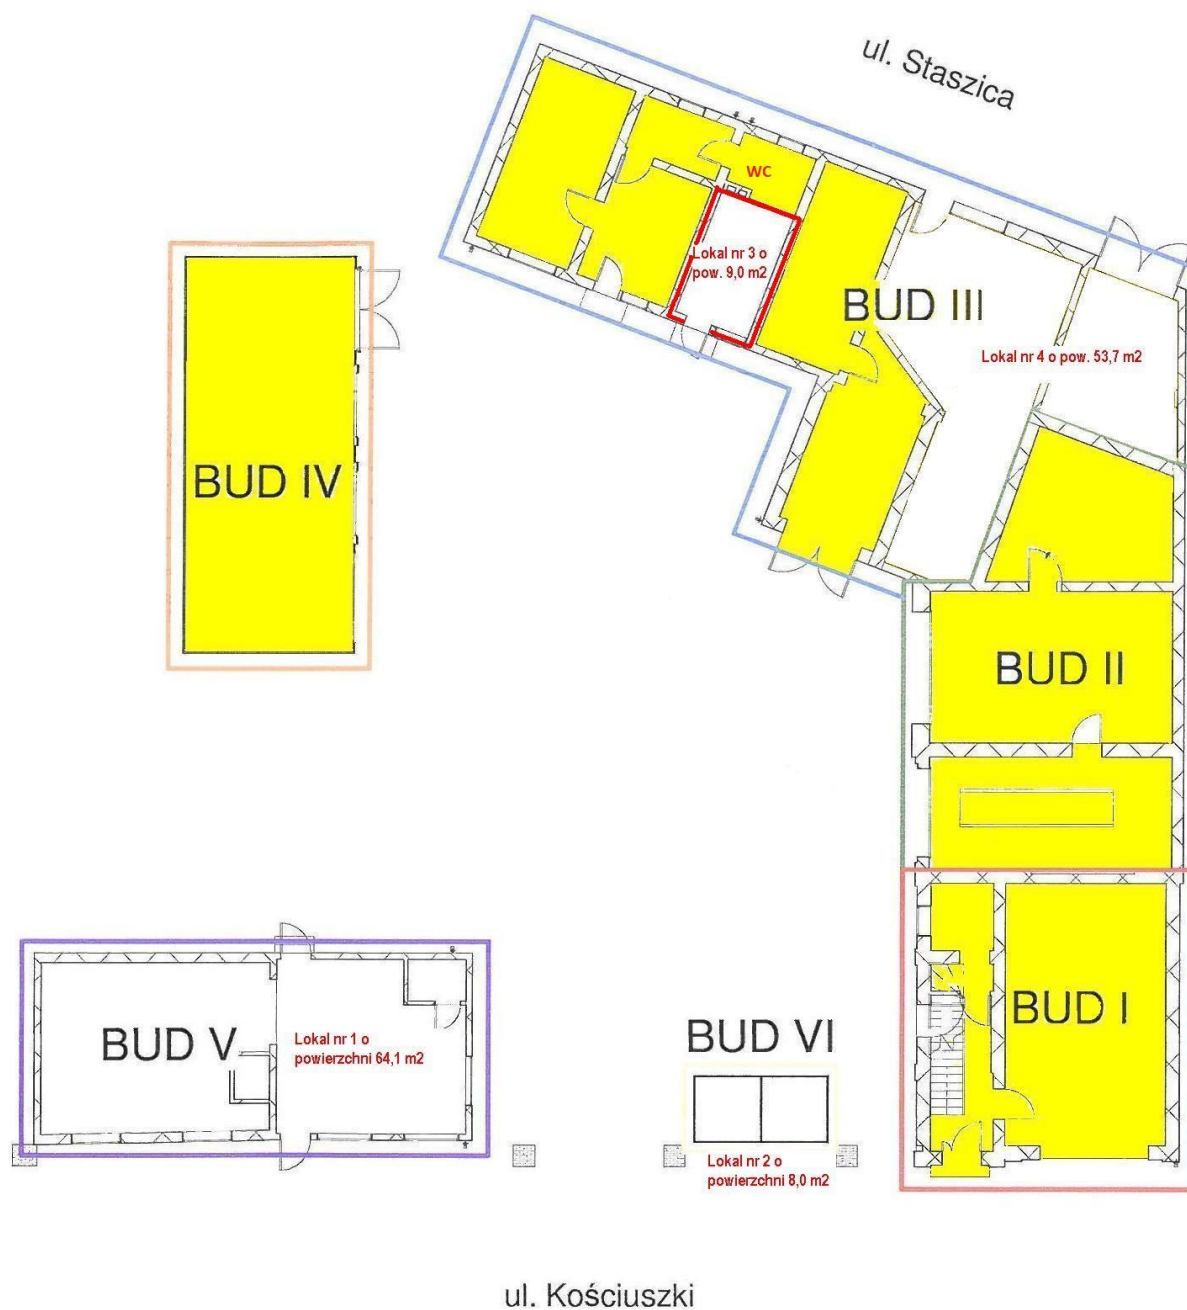 ul. Staszica
WC
Lokal nr 3 o
pow. 9,0 m2
BUD III
Lokal nr 4 o pow. 53,7 m2
BUD IV
BUD II
BUD I
BUD V
Lokal nr 1 o
powierzchni 64,1 m2
BUD VI
Lokal nr 2 o
powierzchni 8,0 m2
ul. Kościuszki